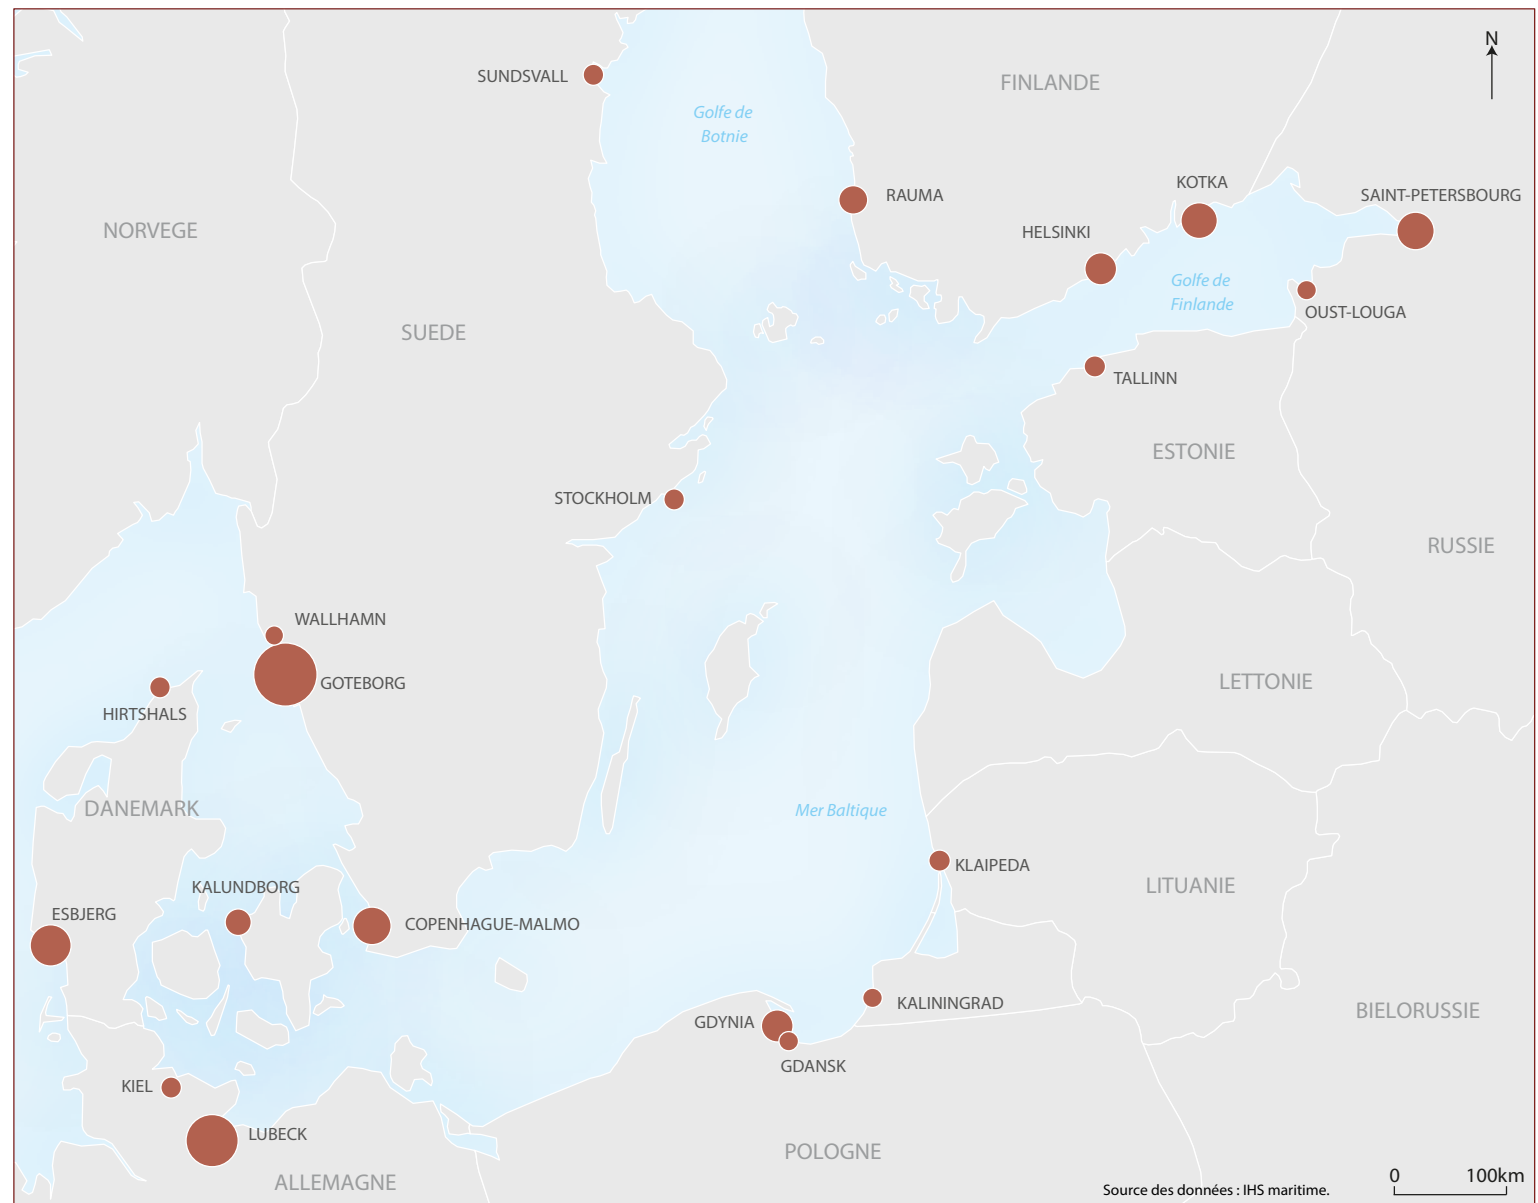 N
SUNDSVALL
FINLANDE
Golfe de
Botnie
KOTKA
RAUMA
SAINT-PETERSBOURG
NORVEGE
HELSINKI
Golfe de
Finlande
OUST-LOUGA
SUEDE
TALLINN
ESTONIE
STOCKHOLM
RUSSIE
WALLHAMN
GOTEBORG
LETTONIE
HIRTSHALS
DANEMARK
Mer Baltique
KLAIPEDA
KALUNDBORG
LITUANIE
ESBJERG
COPENHAGUE-MALMO
KALININGRAD
BIELORUSSIE
GDYNIA
GDANSK
KIEL
LUBECK
POLOGNE
ALLEMAGNE
0 100km
Source des données : IHS maritime.